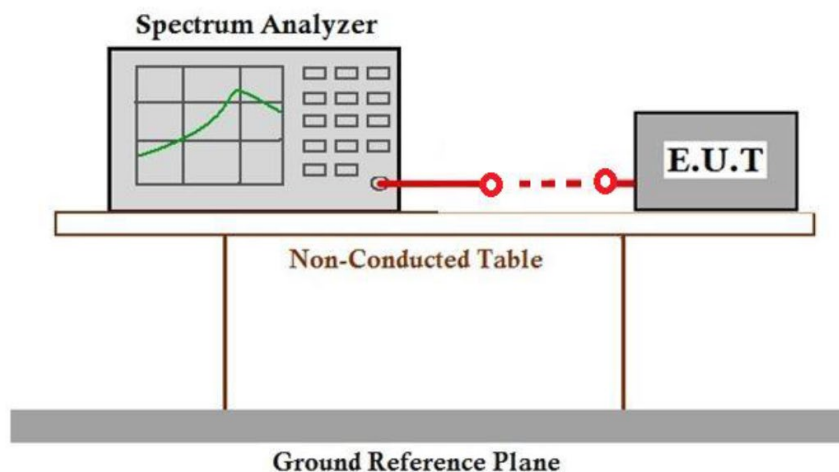 Spectrum Analyzer
E.U.T
Non-Conducted Table
Ground Reference Plane